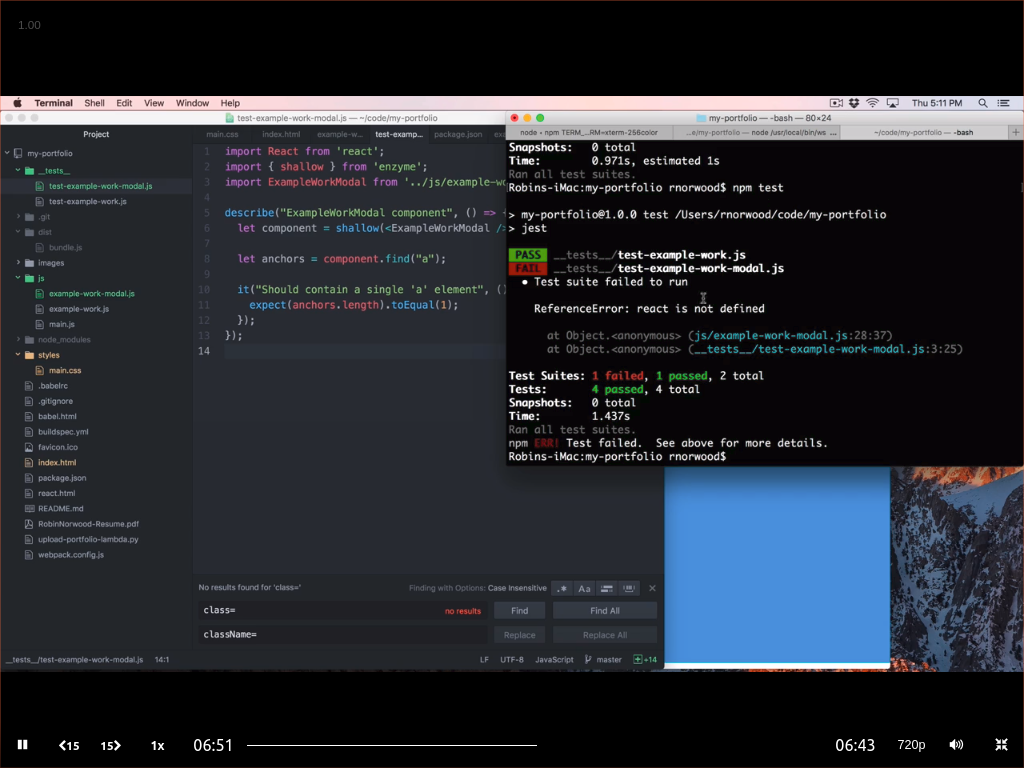 1.00
Terminal Shell Edit View Window Help
Thu 5:11 PM
test-example-work-modal.js — ~/code/my-portfolio
Project
main.css index.html example-w... test-examp... package.json
my-portfolio
__tests__
test-example-work-modal.js
test-example-work.js
.git
dist
bundle.js
images
js
example-work-modal.js
example-work.js
main.js
node_modules
styles
main.css
.babelrc
.gitignore
babel.html
buildspec.yml
favicon.ico
index.html
package.json
react.html
README.md
RobinNorwood-Resume.pdf
upload-portfolio-lambda.py
webpack.config.js
1 import React from 'react';
2 import { shallow } from 'enzyme';
3 import ExampleWorkModal from '../js/example-wo
4
5 describe("ExampleWorkModal component", () => {
6 let component = shallow(<ExampleWorkModal />
7
8 let anchors = component.find("a");
9
10 it("Should contain a single 'a' element", ()
11 expect(anchors.length).toEqual(1);
12 });
13 });
14
my-portfolio — -bash — 80×24
node • npm TERM_...RM=xterm-256color ...e/my-portfolio — node /usr/local/bin/ws ... ~/code/my-portfolio — -bash
Snapshots: 0 total
Time: 0.971s, estimated 1s
Ran all test suites.
Robins-iMac:my-portfolio rnorwood$ npm test
> my-portfolio@1.0.0 test /Users/rnorwood/code/my-portfolio
> jest
PASS __tests__/test-example-work.js
FAIL __tests__/test-example-work-modal.js
● Test suite failed to run
ReferenceError: react is not defined
at Object.<anonymous> (js/example-work-modal.js:28:37)
at Object.<anonymous> (__tests__/test-example-work-modal.js:3:25)
Test Suites: 1 failed, 1 passed, 2 total
Tests: 4 passed, 4 total
Snapshots: 0 total
Time: 1.437s
Ran all test suites.
npm ERR! Test failed. See above for more details.
Robins-iMac:my-portfolio rnorwood$
No results found for 'class=' Finding with Options: Case Insensitive
.* Aa
class= no results Find Find All
className= Replace Replace All
__tests__/test-example-work-modal.js 14:1 LF UTF-8 JavaScript master +14
15 15 1x 06:51 06:43 720p